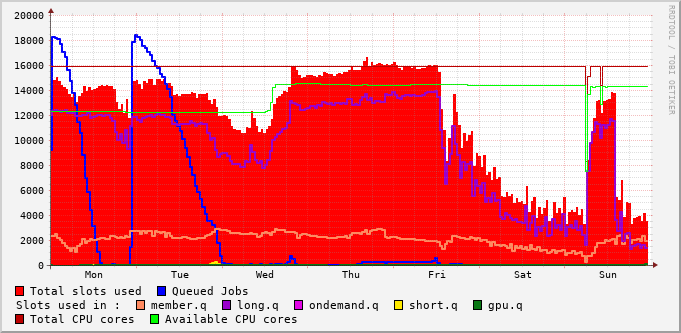 RRDTOOL / TOBI OETIKER
20000
18000
16000
14000
12000
10000
8000
6000
4000
2000
0
Mon Tue Wed Thu Fri Sat Sun
Total slots used Queued Jobs
Slots used in : member.q long.q ondemand.q short.q gpu.q
Total CPU cores Available CPU cores